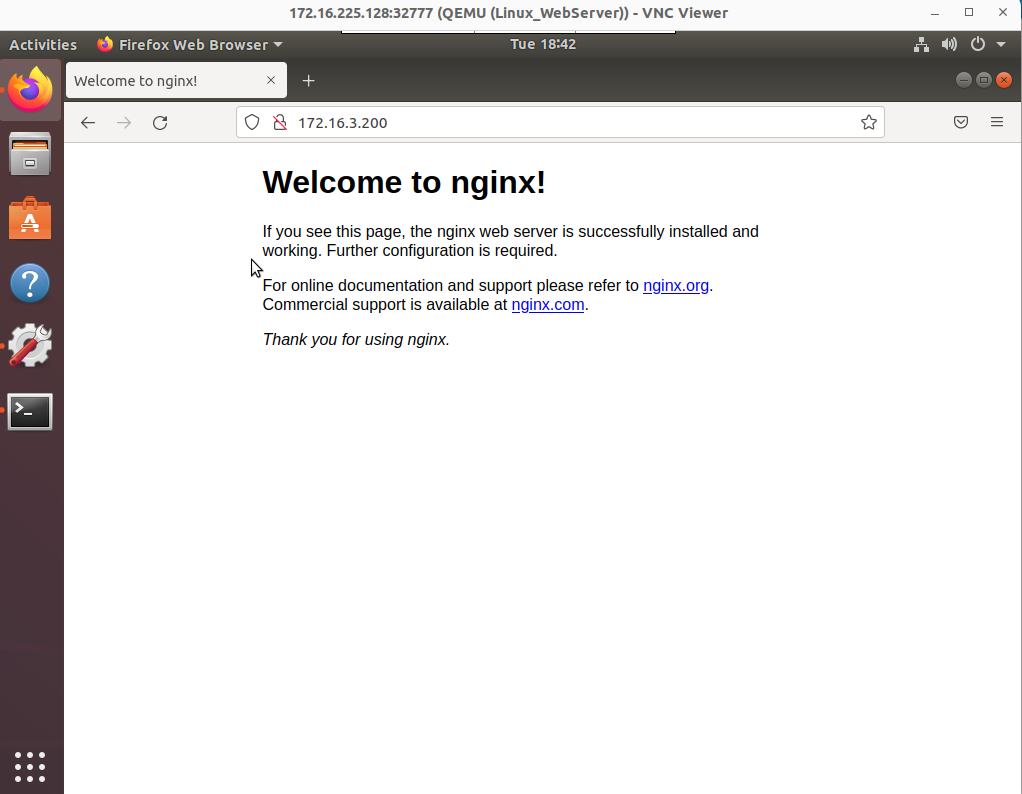 172.16.225.128:32777 (QEMU (Linux_WebServer)) - VNC Viewer
Activities Firefox Web Browser Tue 18:42
Welcome to nginx!
172.16.3.200
Welcome to nginx!
If you see this page, the nginx web server is successfully installed and
working. Further configuration is required.
For online documentation and support please refer to nginx.org.
Commercial support is available at nginx.com.
Thank you for using nginx.